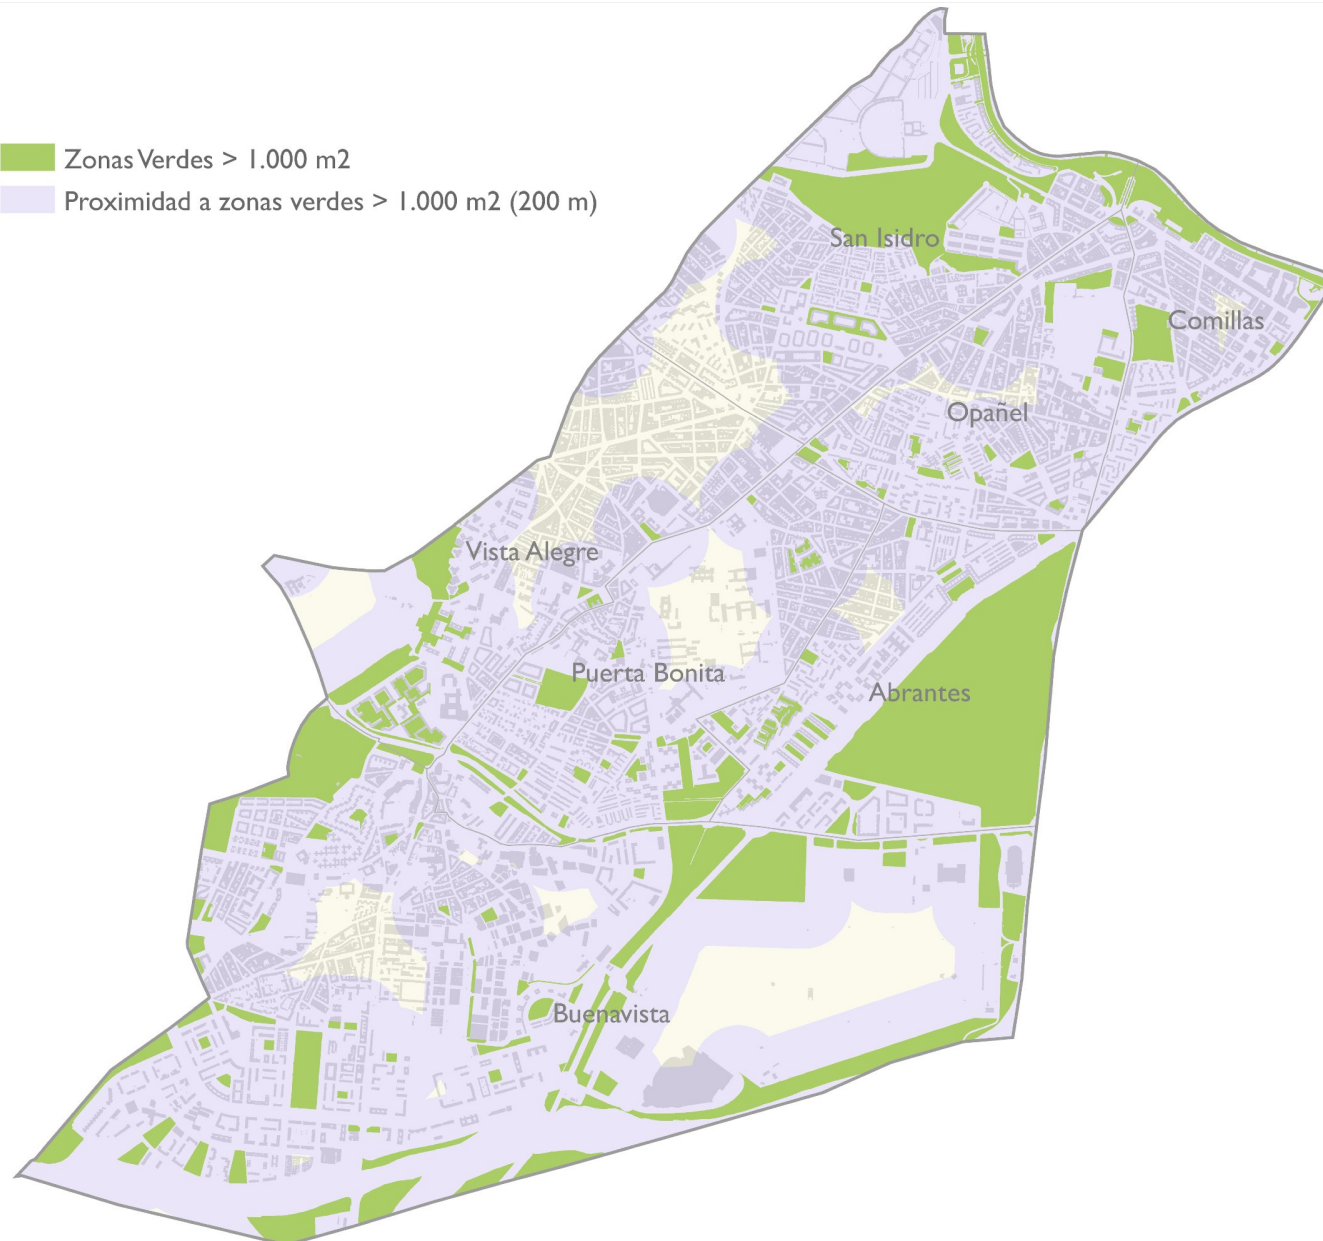 Zonas Verdes > 1.000 m2
Proximidad a zonas verdes > 1.000 m2 (200 m)
San Isidro
Comillas
Opañel
Vista Alegre
Puerta Bonita
Abrantes
Buenavista